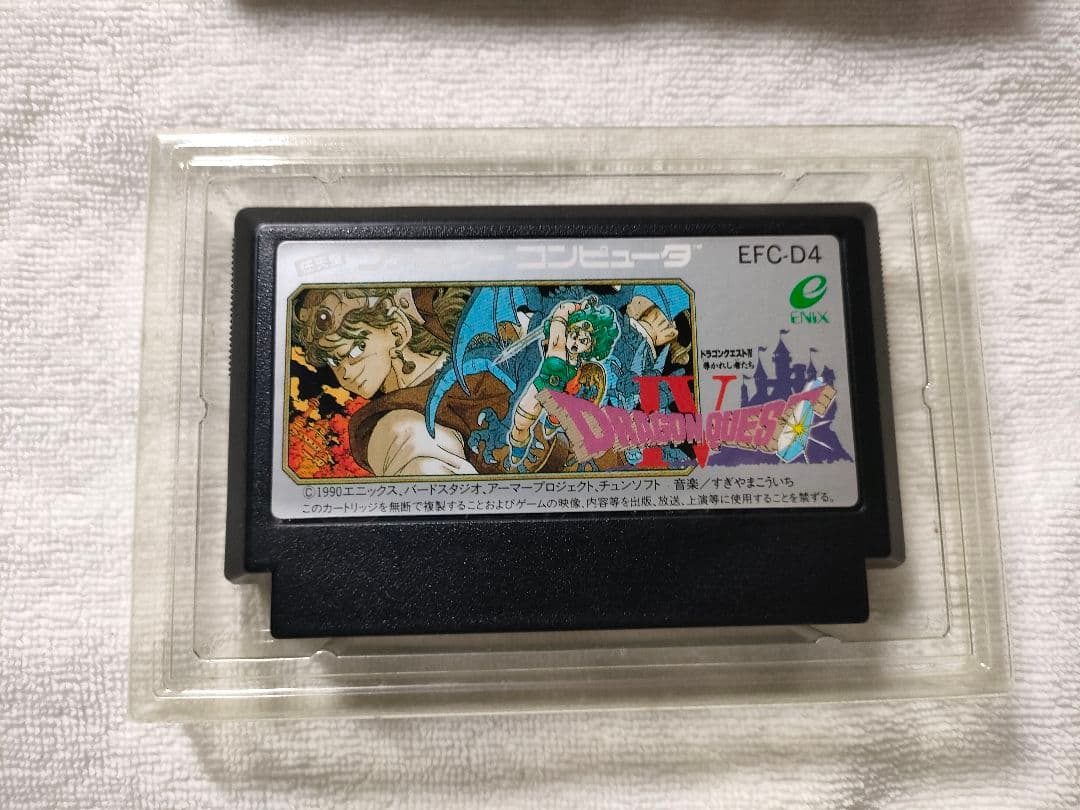 任天堂 ファミリー コンピュータ™
EFC-D4
ENIX
ドラゴンクエストIV
導かれし者たち
IV
DRAGON QUEST
©1990エニックス、バードスタジオ、アーマープロジェクト、チュンソフト 音楽/すぎやまこういち
このカートリッジを無断で複製することおよびゲームの映像、内容等を出版、放送、上演等に使用することを禁ずる。